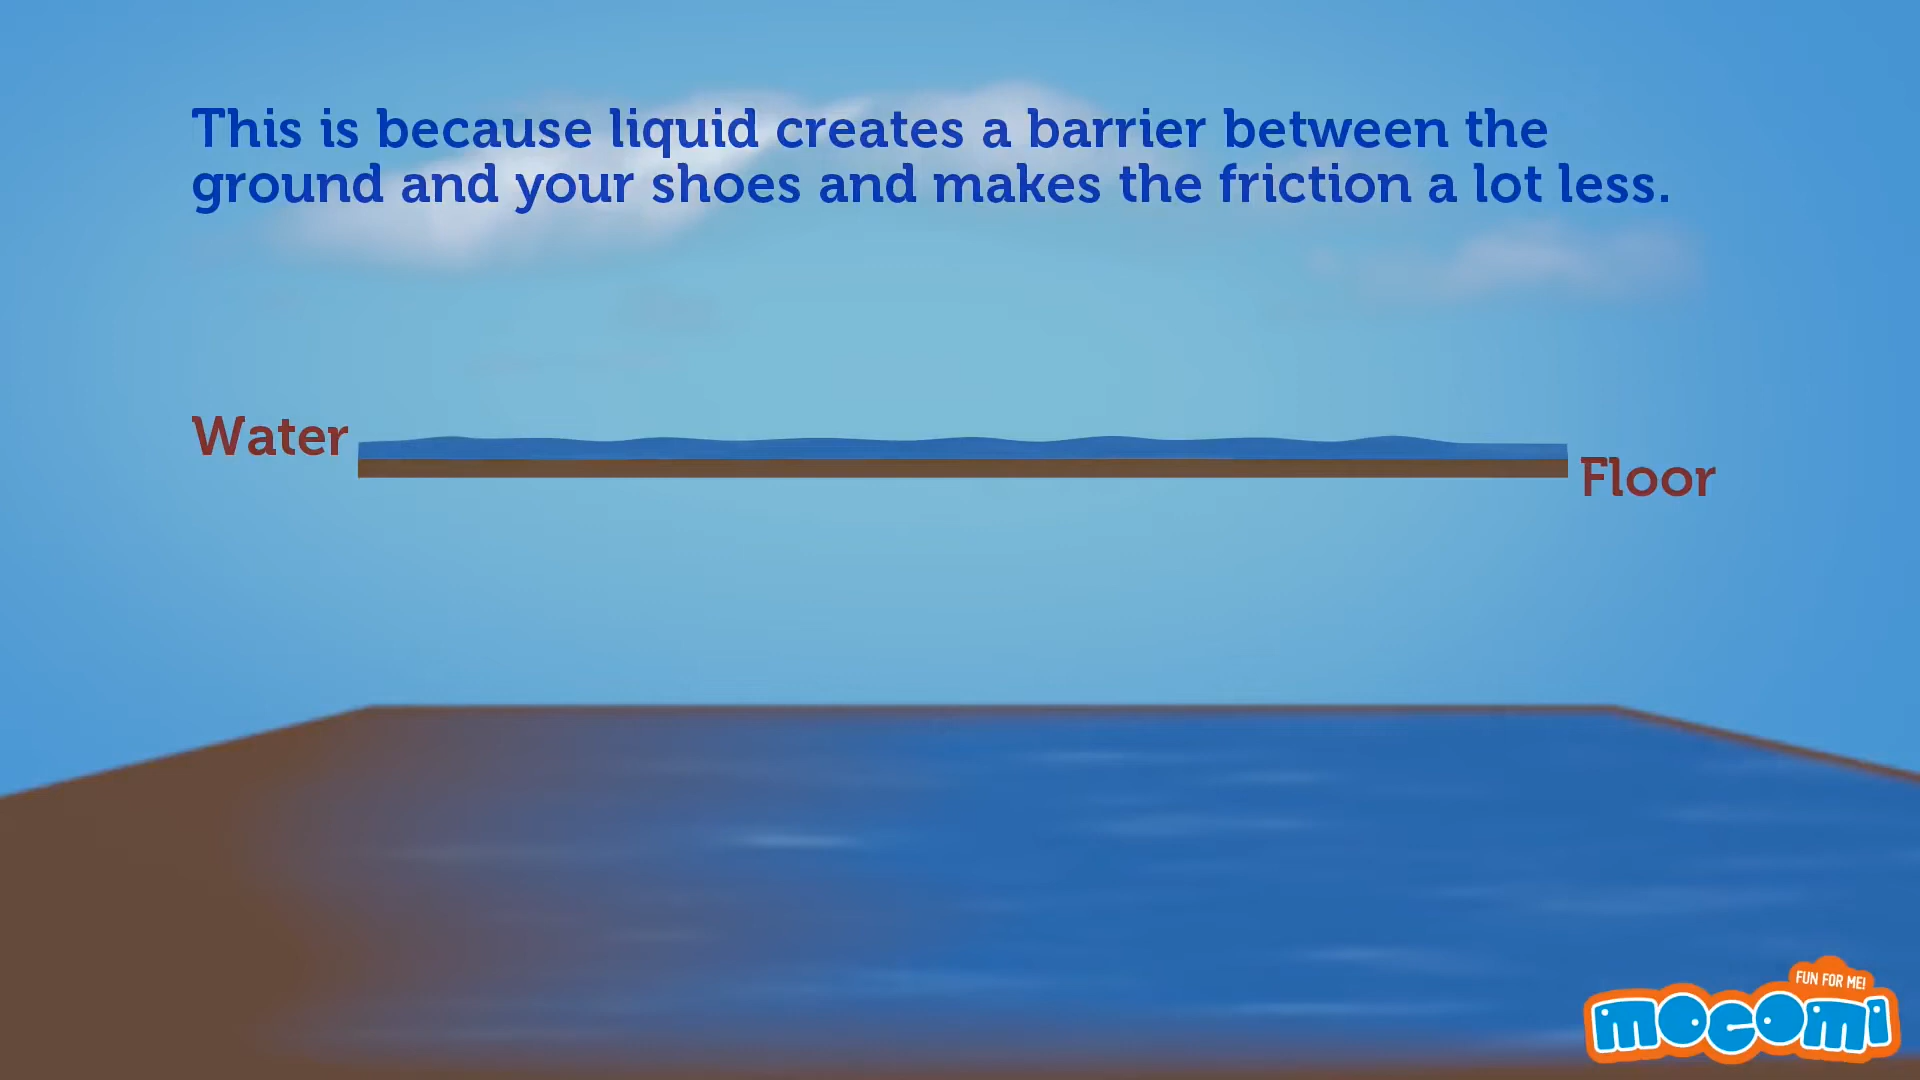 This is because liquid creates a barrier between the
ground and your shoes and makes the friction a lot less.
Water
Floor
FUN FOR ME!
mocomi